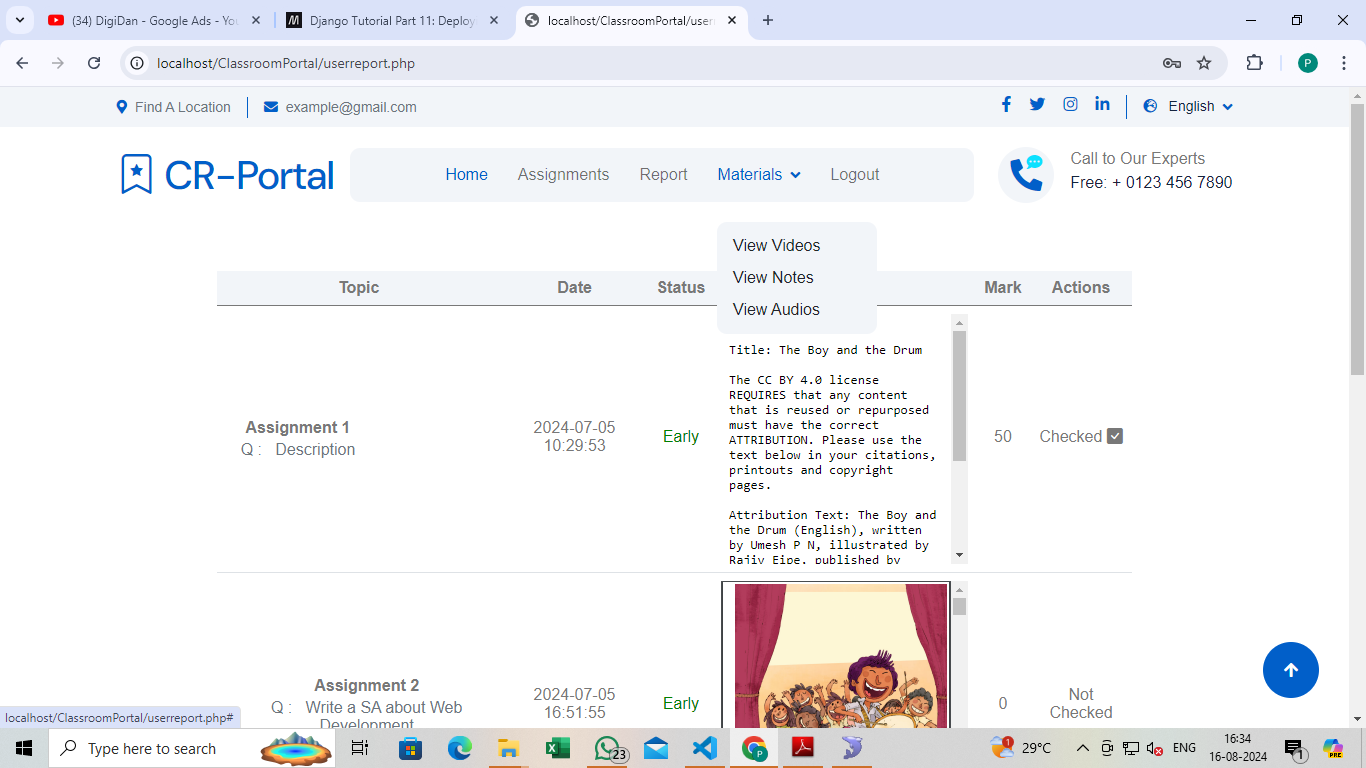 (34) DigiDan - Google Ads - Yo
Django Tutorial Part 11: Deploy
localhost/ClassroomPortal/user
localhost/ClassroomPortal/userreport.php
P
Find A Location
example@gmail.com
English
CR-Portal
Home
Assignments
Report
Materials
Logout
Call to Our Experts
Free: + 0123 456 7890
View Videos
View Notes
View Audios
Topic
Date
Status
Mark
Actions
Assignment 1
Q : Description
2024-07-05
10:29:53
Early
Title: The Boy and the Drum
The CC BY 4.0 license
REQUIRES that any content
that is reused or repurposed
must have the correct
ATTRIBUTION. Please use the
text below in your citations,
printouts and copyright
pages.
Attribution Text: The Boy and
the Drum (English), written
by Umesh P N, illustrated by
Rajiv Eipe, published by
50
Checked
Assignment 2
Q : Write a SA about Web
Development
2024-07-05
16:51:55
Early
0
Not
Checked
localhost/ClassroomPortal/userreport.php#
Type here to search
23
P
1
29°C
ENG
16:34
16-08-2024
1
PRE